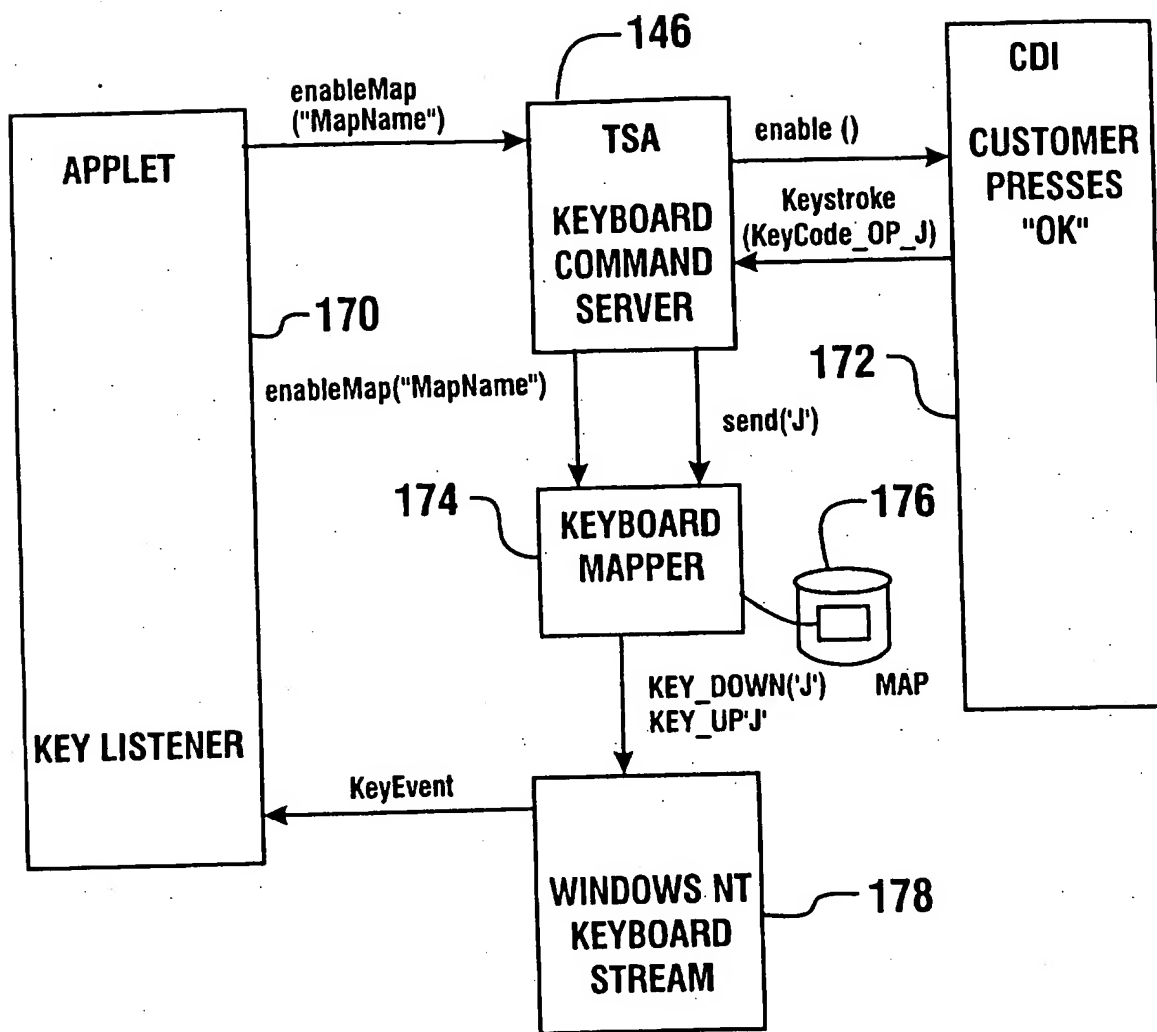 146
CDI
enableMap
("MapName")
APPLET
TSA
enable ()
CUSTOMER
PRESSES
"OK"
KEYBOARD
COMMAND
SERVER
Keystroke
(KeyCode_OP_J)
170
172
enableMap("MapName")
send('J')
174
KEYBOARD
MAPPER
176
KEY_DOWN('J')
KEY_UP'J'
MAP
KEY LISTENER
KeyEvent
WINDOWS NT
KEYBOARD
STREAM
178